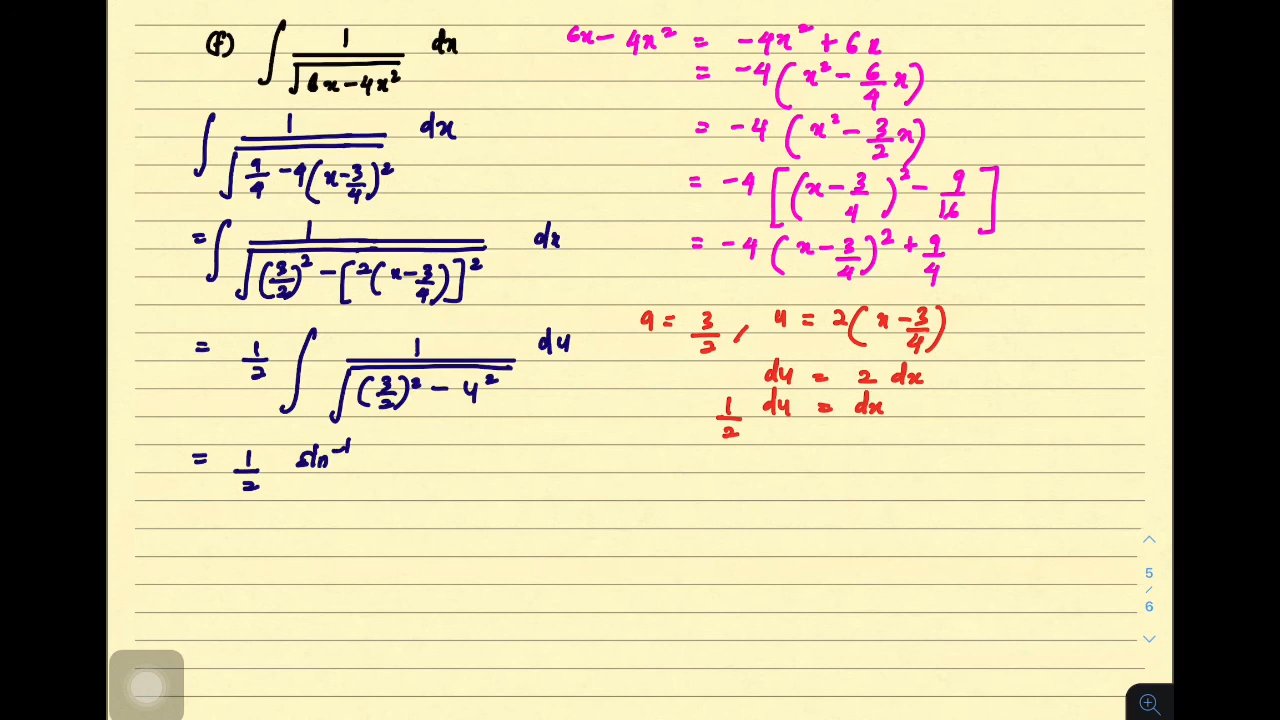 (f) ∫ 1/√(6x − 4x²) dx
∫ 1/√(9/4 − 4(x − 3/4)²) dx
= ∫ 1/√((3/2)² − [2(x − 3/4)]²) dx
= 1/2 ∫ 1/√((3/2)² − u²) du
= 1/2 sin⁻¹
6x − 4x² = −4x² + 6x
= −4(x² − 6/4 x)
= −4(x² − 3/2 x)
= −4[(x − 3/4)² − 9/16]
= −4(x − 3/4)² + 9/4
a = 3/2, u = 2(x − 3/4)
du = 2 dx
1/2 du = dx
5
/
6